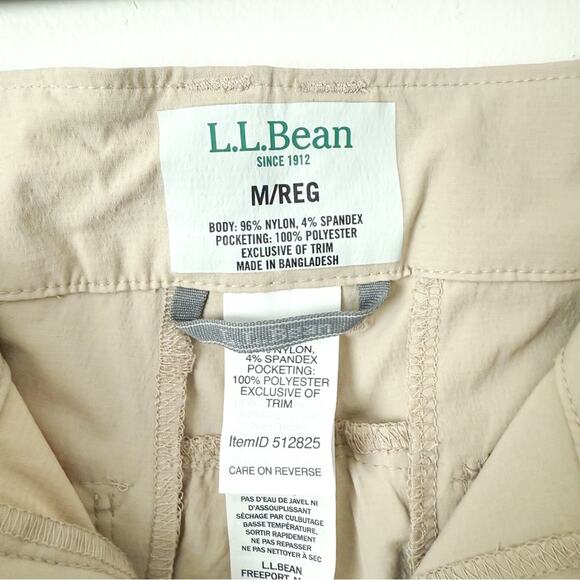 L.L.Bean
SINCE 1912
M/REG
BODY: 96% NYLON, 4% SPANDEX
POCKETING: 100% POLYESTER
EXCLUSIVE OF TRIM
MADE IN BANGLADESH
L.L.Bean
NYLON,
4% SPANDEX
POCKETING:
100% POLYESTER
EXCLUSIVE OF
TRIM
ItemID 512825
CARE ON REVERSE
PAS D'EAU DE JAVEL NI
D'ASSOUPLISSANT
SÉCHAGE PAR CULBUTAGE
BASSE TEMPÉRATURE,
SORTIR RAPIDEMENT
NE PAS REPASSER
NE PAS NETTOYER À SEC
L.L.BEAN
FREEPORT,